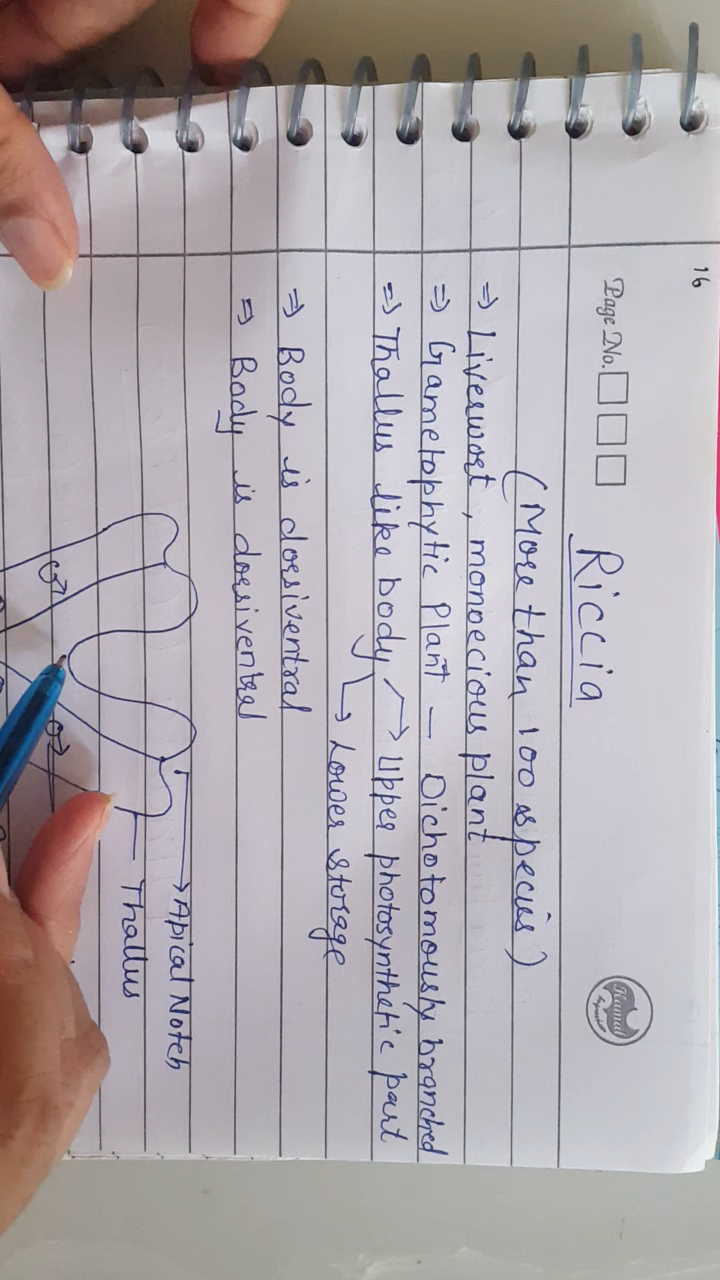 16
Page No.
Riccia
(More than 100 species)
⇒ Liverwort, monoecious plant
⇒ Gametophytic Plant — Dichotomously branched
⇒ Thallus like body → Upper photosynthetic part
→ Lower storage
⇒ Body is dorsiventral
⇒ Body is dorsiventral
→ Apical Notch
Thallus
♂
♂